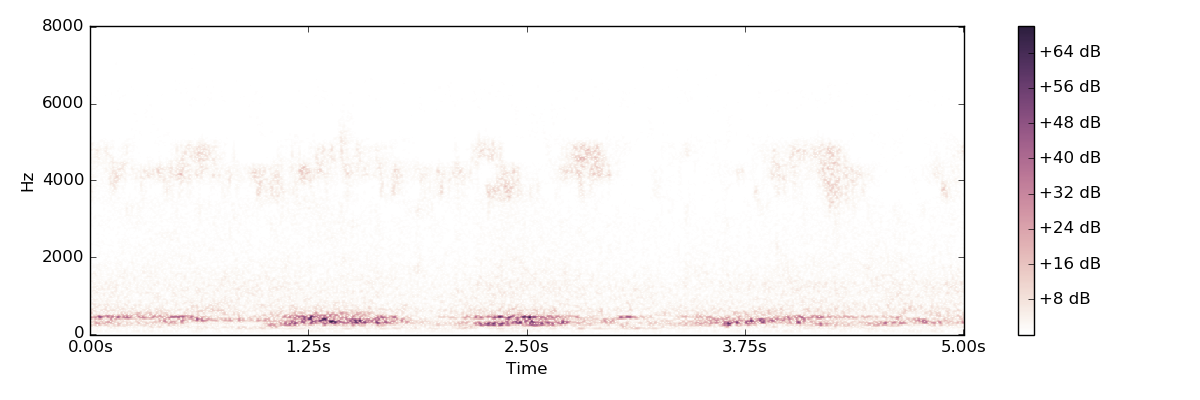 8000
6000
4000
2000
0
Hz
0.00s 1.25s 2.50s 3.75s 5.00s
Time
+64 dB
+56 dB
+48 dB
+40 dB
+32 dB
+24 dB
+16 dB
+8 dB